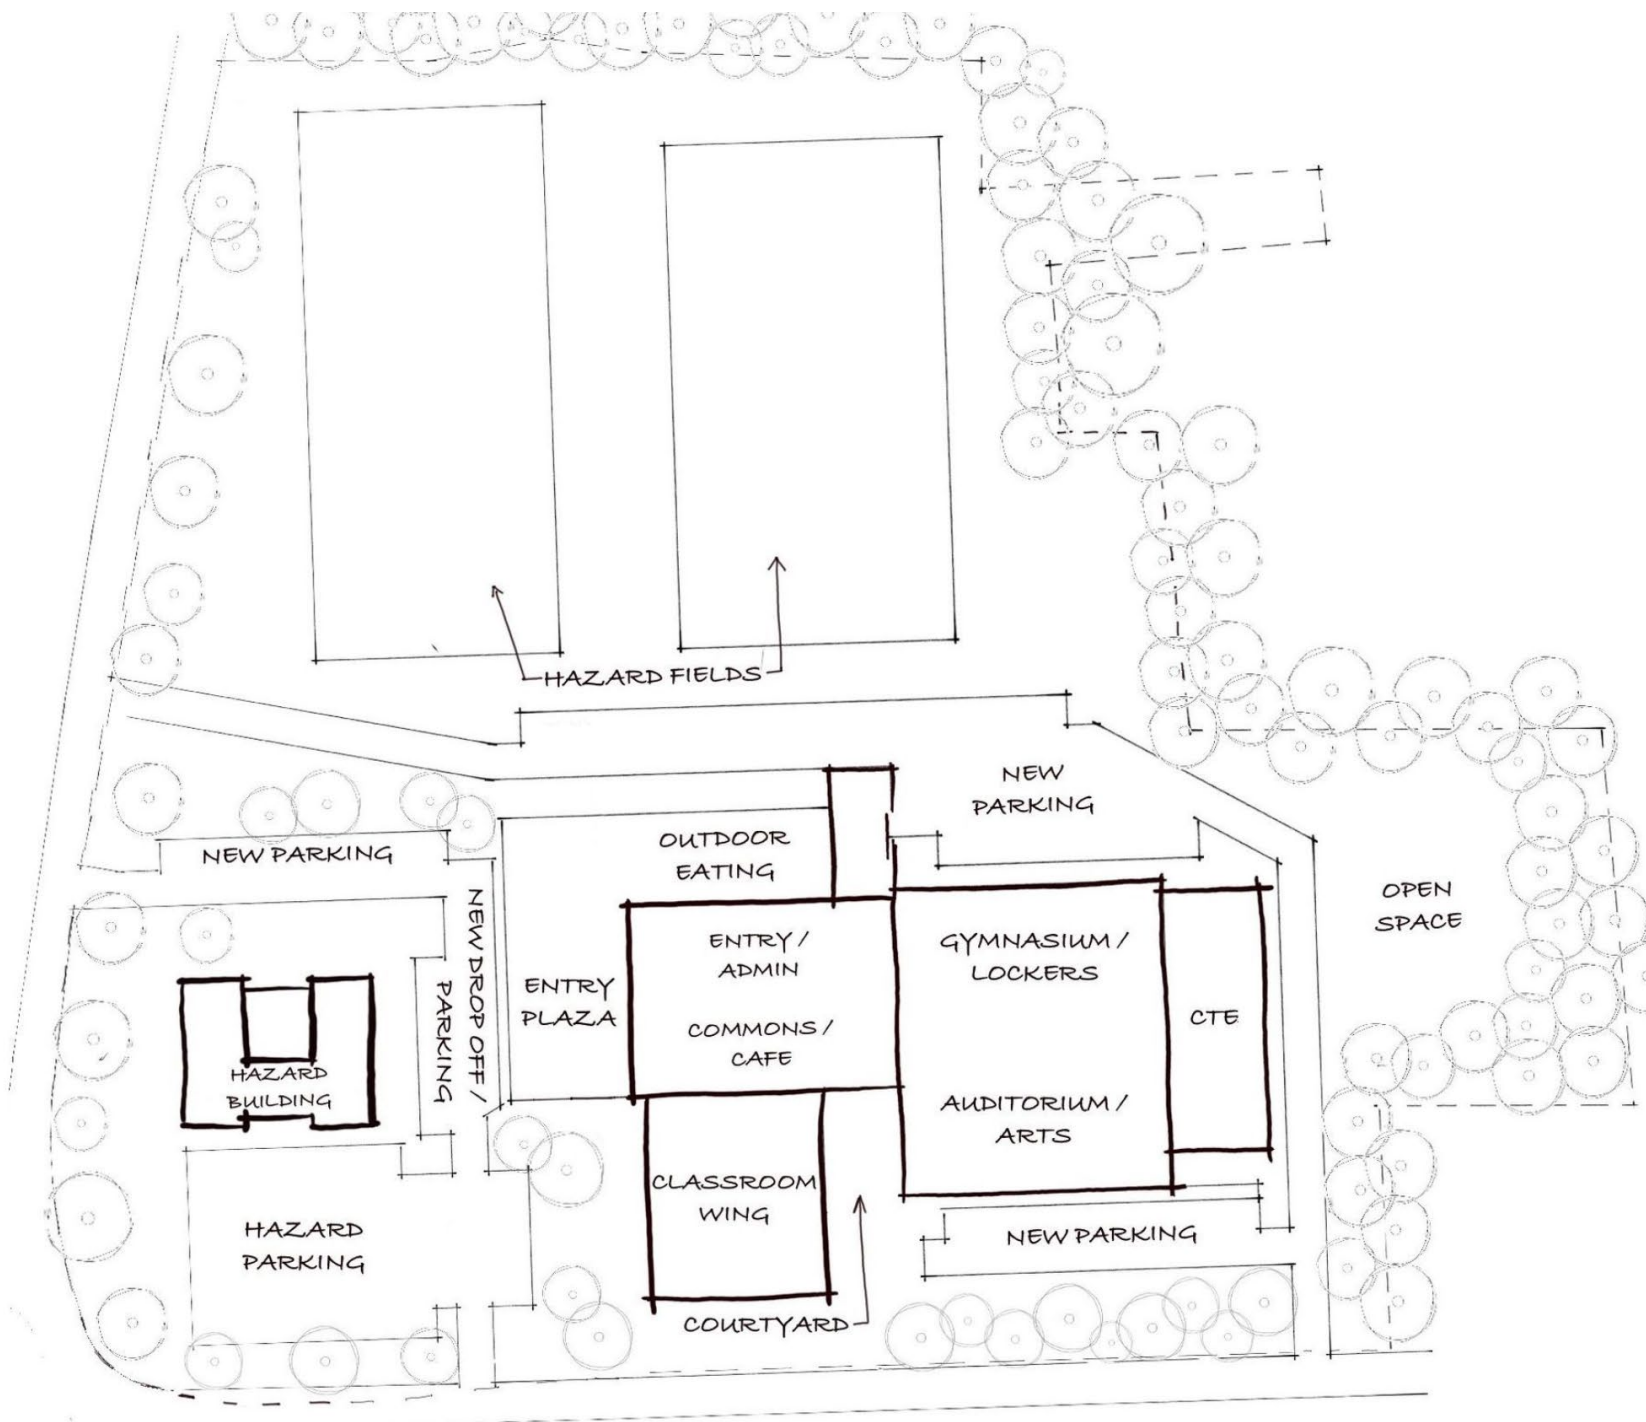 HAZARD FIELDS
NEW
PARKING
OUTDOOR
EATING
NEW PARKING
NEW DROP OFF /
PARKING
OPEN
SPACE
ENTRY /
ADMIN
GYMNASIUM /
LOCKERS
ENTRY
PLAZA
COMMONS /
CAFE
CTE
HAZARD
BUILDING
AUDITORIUM /
ARTS
CLASSROOM
WING
HAZARD
PARKING
NEW PARKING
COURTYARD